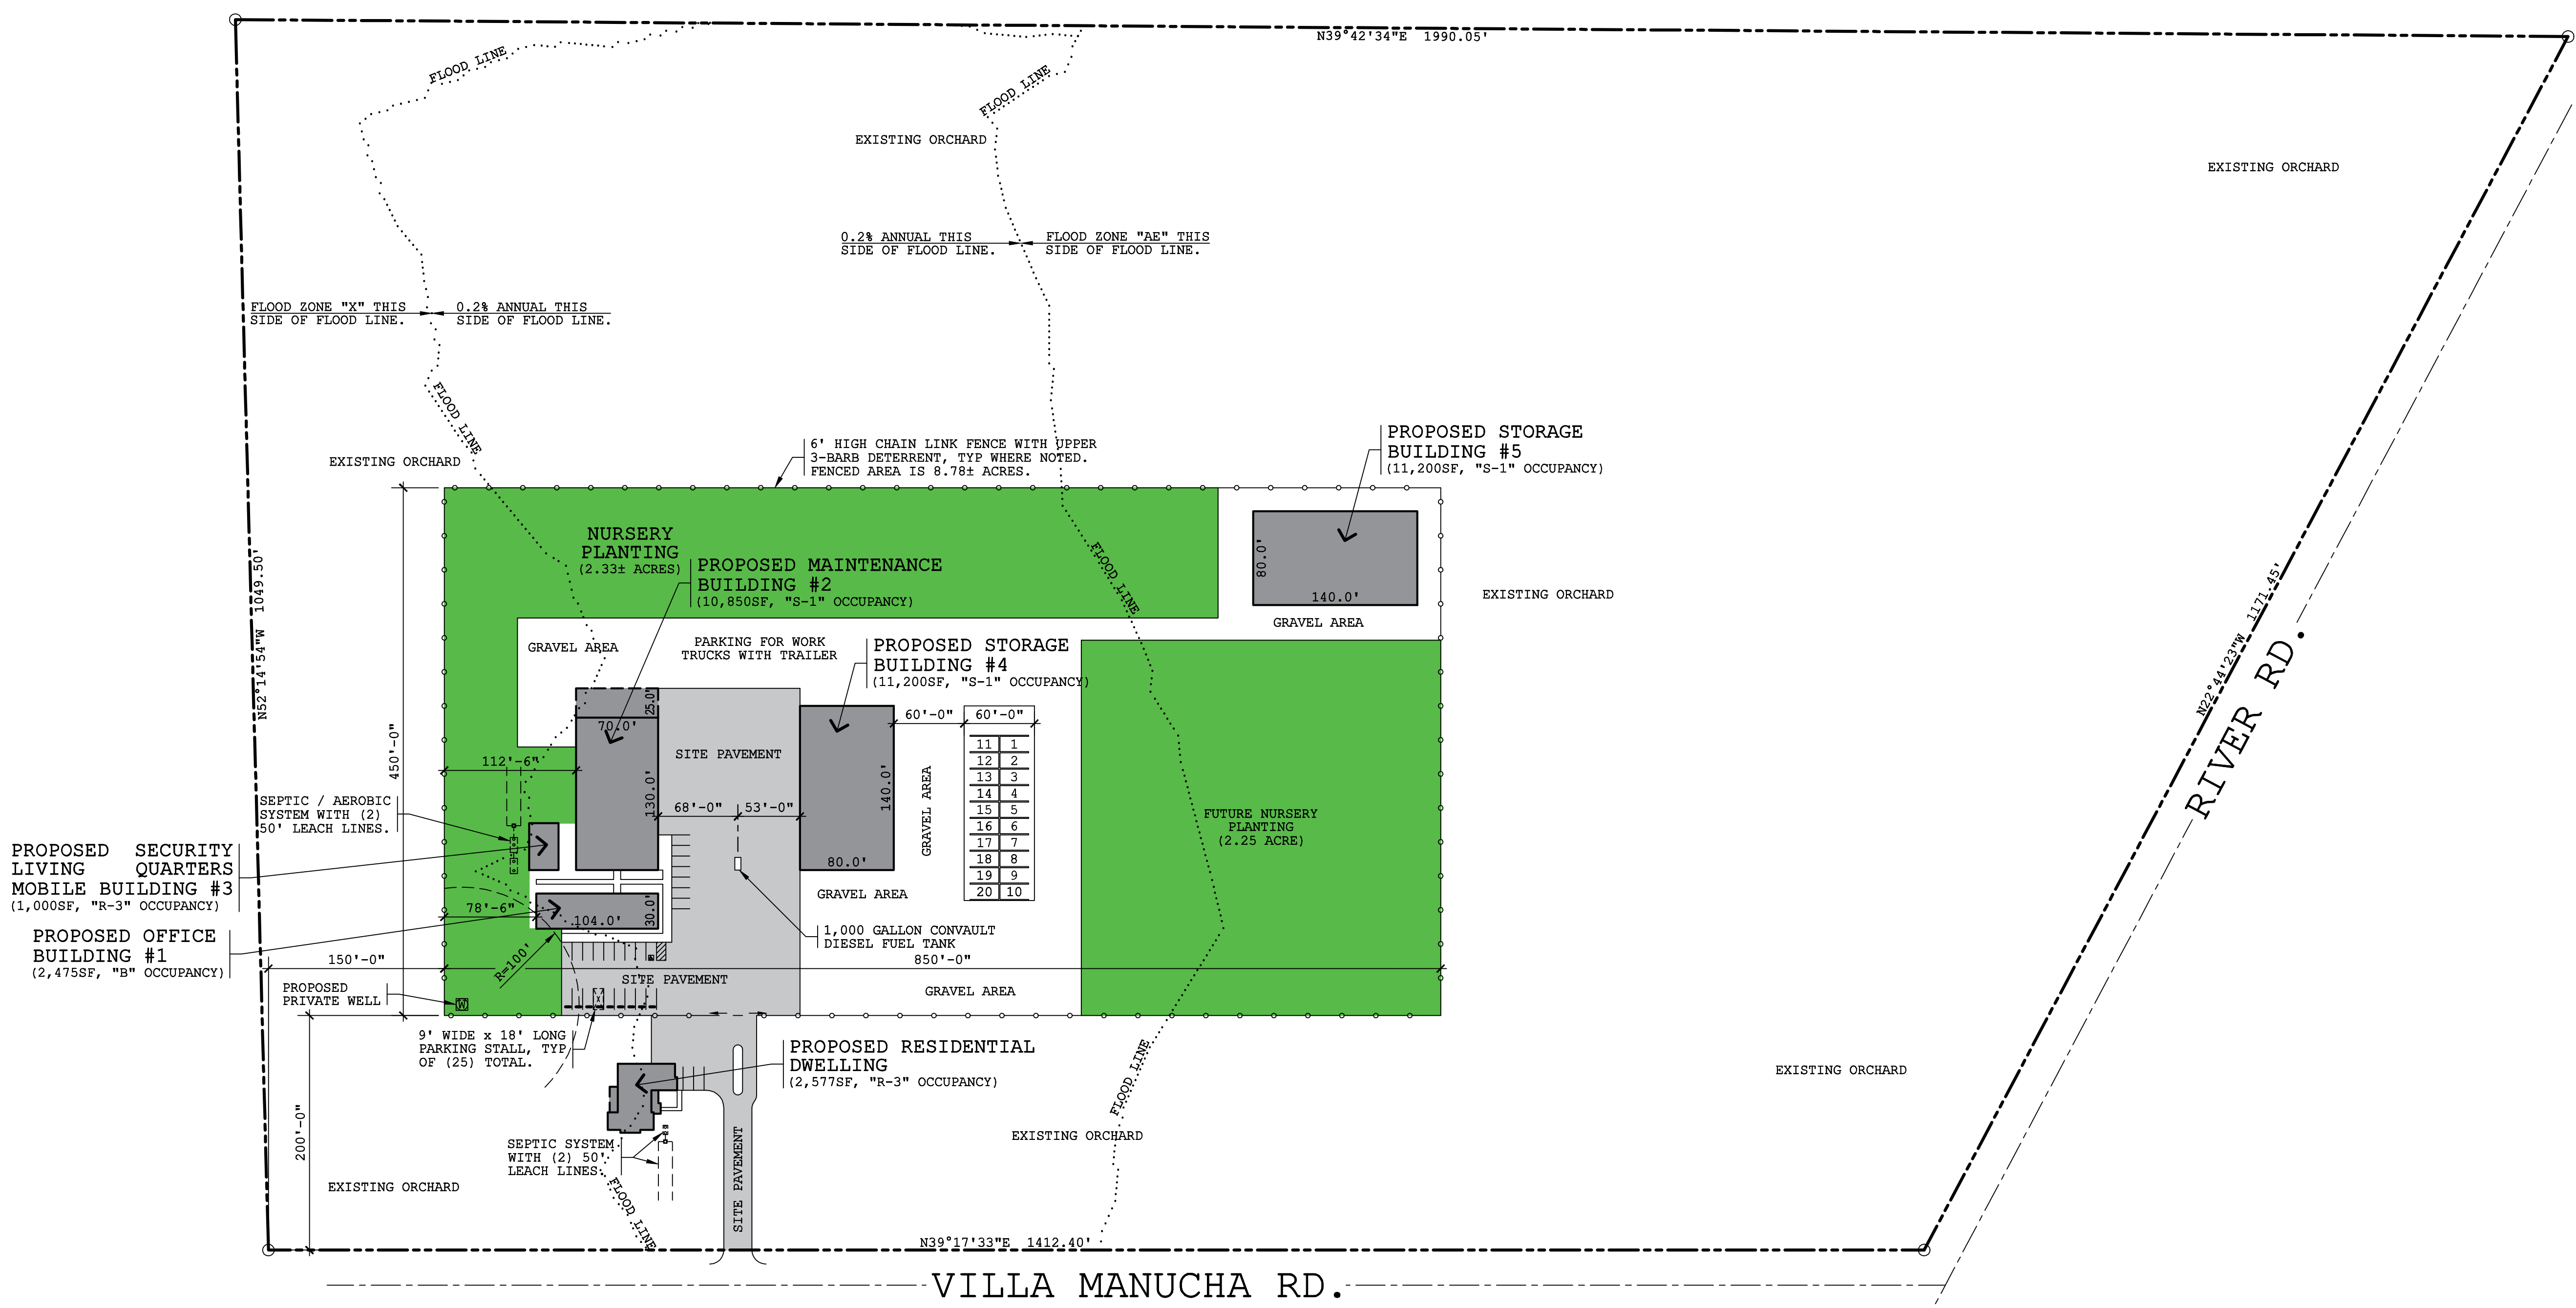 N39°42'34"E 1990.05'
FLOOD LINE
FLOOD LINE
EXISTING ORCHARD
EXISTING ORCHARD
0.2% ANNUAL THIS
SIDE OF FLOOD LINE.
FLOOD ZONE "AE" THIS
SIDE OF FLOOD LINE.
FLOOD ZONE "X" THIS
SIDE OF FLOOD LINE.
0.2% ANNUAL THIS
SIDE OF FLOOD LINE.
FLOOD LINE
EXISTING ORCHARD
6' HIGH CHAIN LINK FENCE WITH UPPER
3-BARB DETERRENT, TYP WHERE NOTED.
FENCED AREA IS 8.78± ACRES.
PROPOSED STORAGE
BUILDING #5
(11,200SF, "S-1" OCCUPANCY)
NURSERY
PLANTING
(2.33± ACRES)
PROPOSED MAINTENANCE
BUILDING #2
(10,850SF, "S-1" OCCUPANCY)
FLOOD LINE
80.0'
140.0'
GRAVEL AREA
EXISTING ORCHARD
N52°14'54"W 1049.50'
N22°44'23"W 1171.45'
RIVER RD.
GRAVEL AREA
PARKING FOR WORK
TRUCKS WITH TRAILER
PROPOSED STORAGE
BUILDING #4
(11,200SF, "S-1" OCCUPANCY)
25.0'
70.0'
130.0'
450'-0"
112'-6"
SITE PAVEMENT
68'-0"
53'-0"
140.0'
80.0'
60'-0"
60'-0"
GRAVEL AREA
11 1
12 2
13 3
14 4
15 5
16 6
17 7
18 8
19 9
20 10
FUTURE NURSERY
PLANTING
(2.25 ACRE)
SEPTIC / AEROBIC
SYSTEM WITH (2)
50' LEACH LINES.
PROPOSED SECURITY
LIVING QUARTERS
MOBILE BUILDING #3
(1,000SF, "R-3" OCCUPANCY)
GRAVEL AREA
78'-6"
104.0'
30.0'
PROPOSED OFFICE
BUILDING #1
(2,475SF, "B" OCCUPANCY)
1,000 GALLON CONVAULT
DIESEL FUEL TANK
R=100'
150'-0"
850'-0"
SITE PAVEMENT
GRAVEL AREA
PROPOSED
PRIVATE WELL
W
9' WIDE x 18' LONG
PARKING STALL, TYP
OF (25) TOTAL.
PROPOSED RESIDENTIAL
DWELLING
(2,577SF, "R-3" OCCUPANCY)
FLOOD LINE
EXISTING ORCHARD
EXISTING ORCHARD
200'-0"
SEPTIC SYSTEM
WITH (2) 50'
LEACH LINES.
SITE PAVEMENT
EXISTING ORCHARD
FLOOD LINE
N39°17'33"E 1412.40'
VILLA MANUCHA RD.